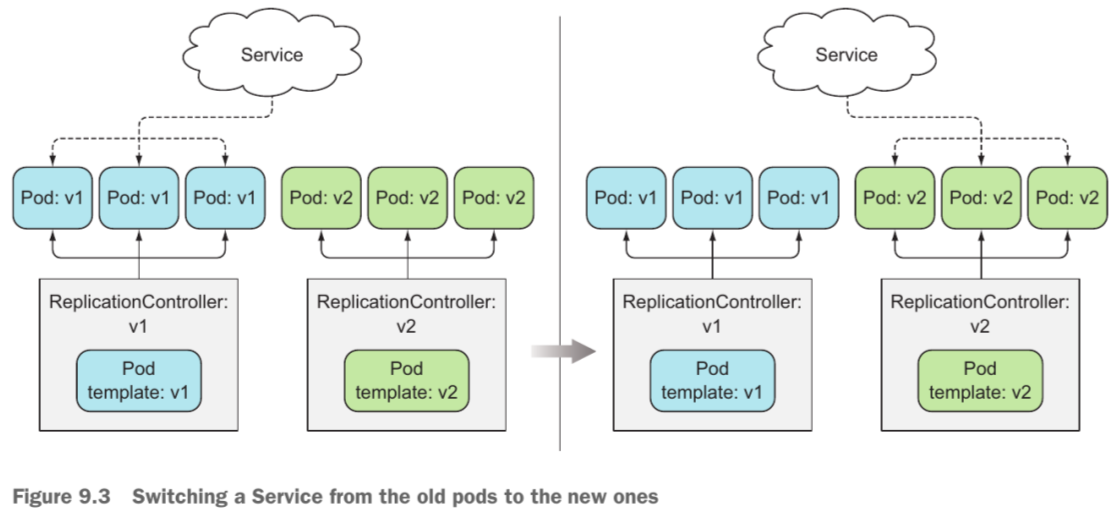 Service
Pod: v1
Pod: v1
Pod: v1
Pod: v2
Pod: v2
Pod: v2
ReplicationController:
v1
Pod
template: v1
ReplicationController:
v2
Pod
template: v2
Service
Pod: v1
Pod: v1
Pod: v1
Pod: v2
Pod: v2
Pod: v2
ReplicationController:
v1
Pod
template: v1
ReplicationController:
v2
Pod
template: v2
Figure 9.3 Switching a Service from the old pods to the new ones